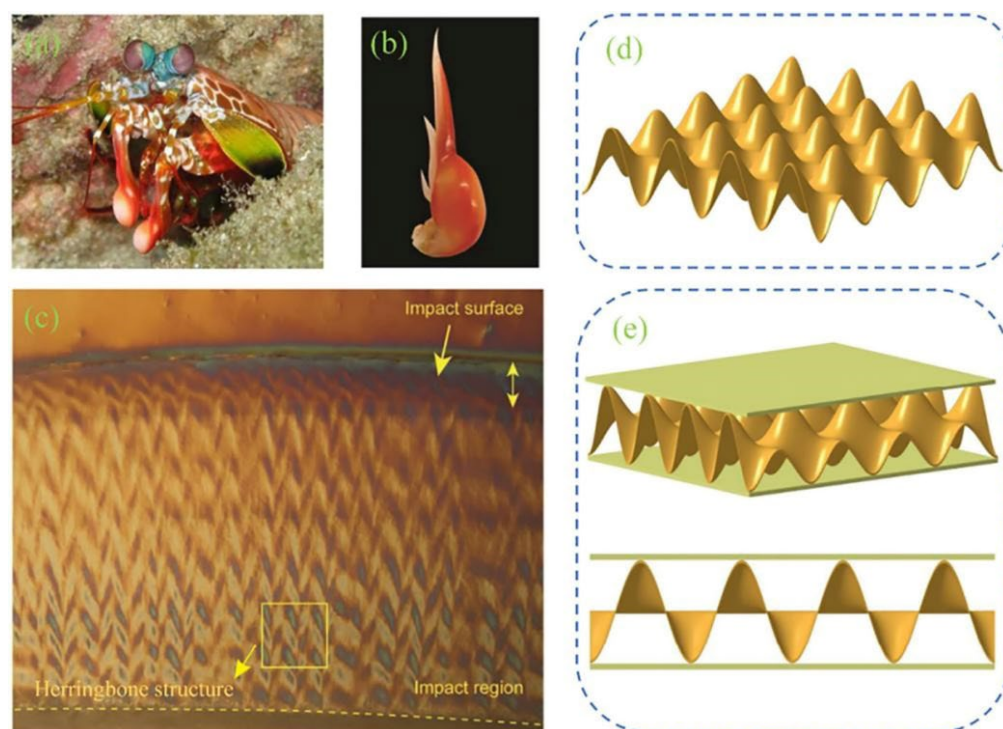 (a)
(b)
(d)
(c)
Impact surface
(e)
Herringbone structure
Impact region